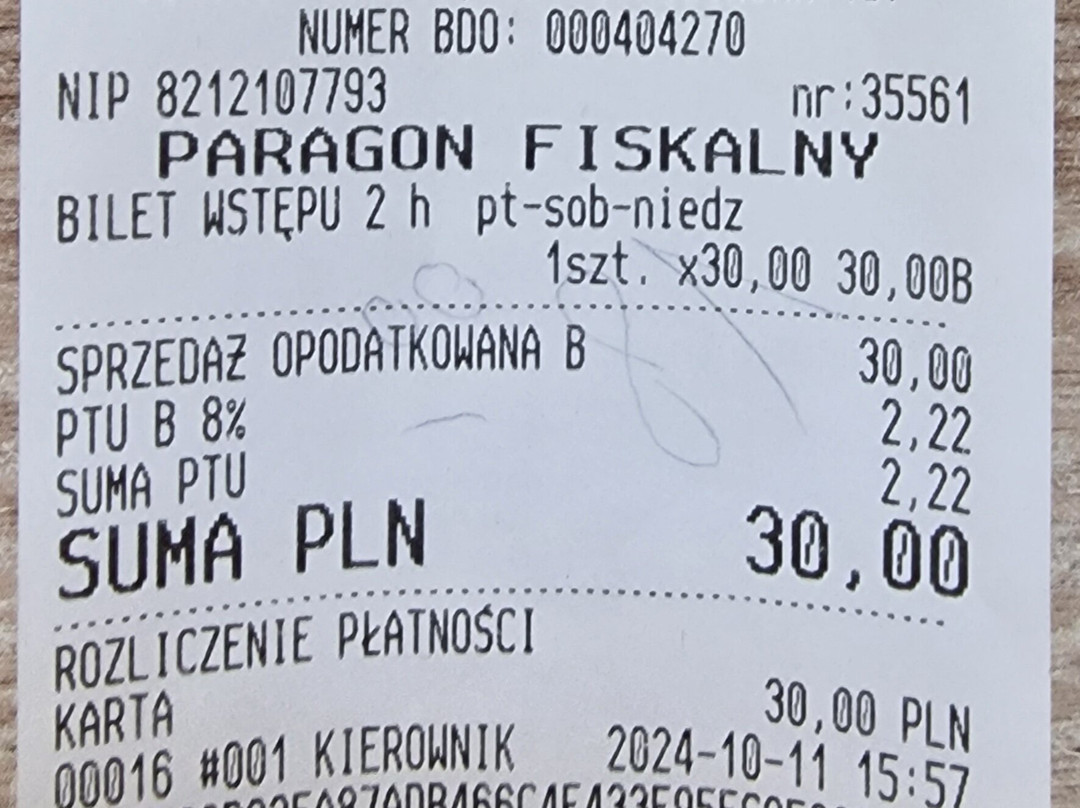 NUMER BDO: 000404270
NIP 8212107793 nr:35561
PARAGON FISKALNY
BILET WSTĘPU 2 h pt-sob-niedz
1szt. x30,00 30,00B
SPRZEDAŻ OPODATKOWANA B 30,00
PTU B 8% 2,22
SUMA PTU 2,22
SUMA PLN 30,00
ROZLICZENIE PŁATNOŚCI
KARTA 30,00 PLN
00016 #001 KIEROWNIK 2024-10-11 15:57